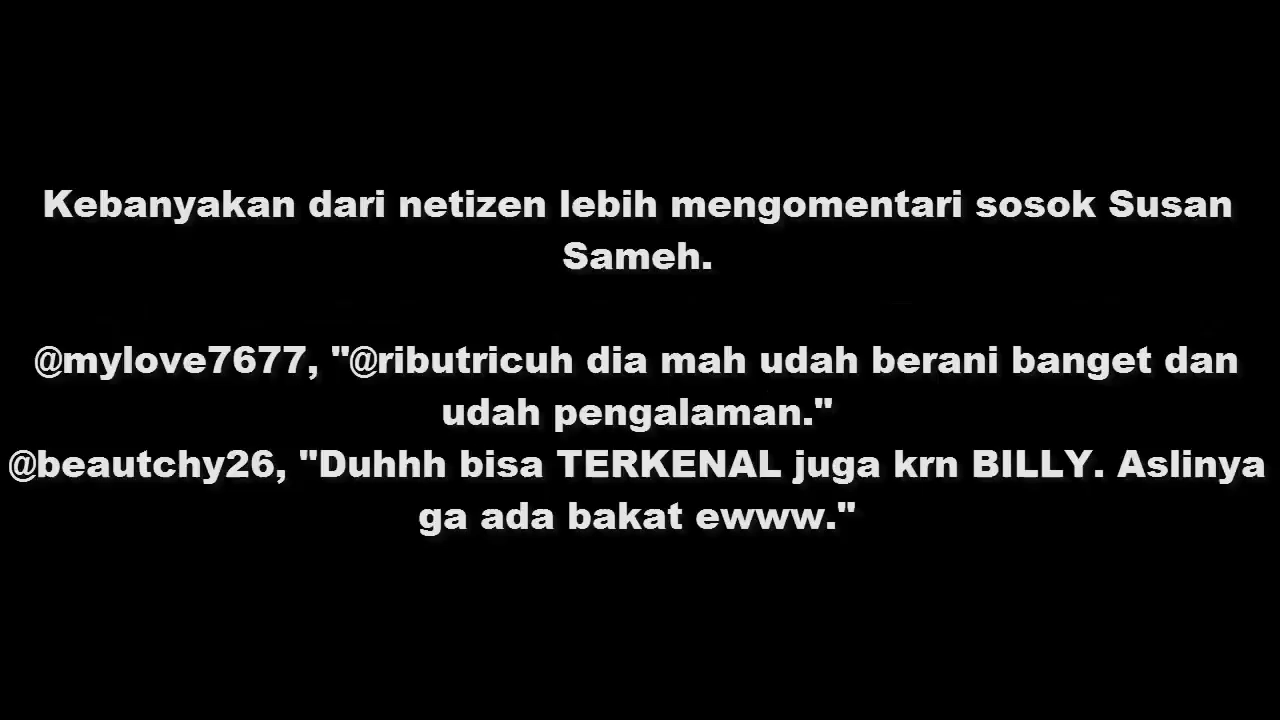 Kebanyakan dari netizen lebih mengomentari sosok Susan
Sameh.
@mylove7677, "@ributricuh dia mah udah berani banget dan
udah pengalaman."
@beautchy26, "Duhhh bisa TERKENAL juga krn BILLY. Aslinya
ga ada bakat ewww."